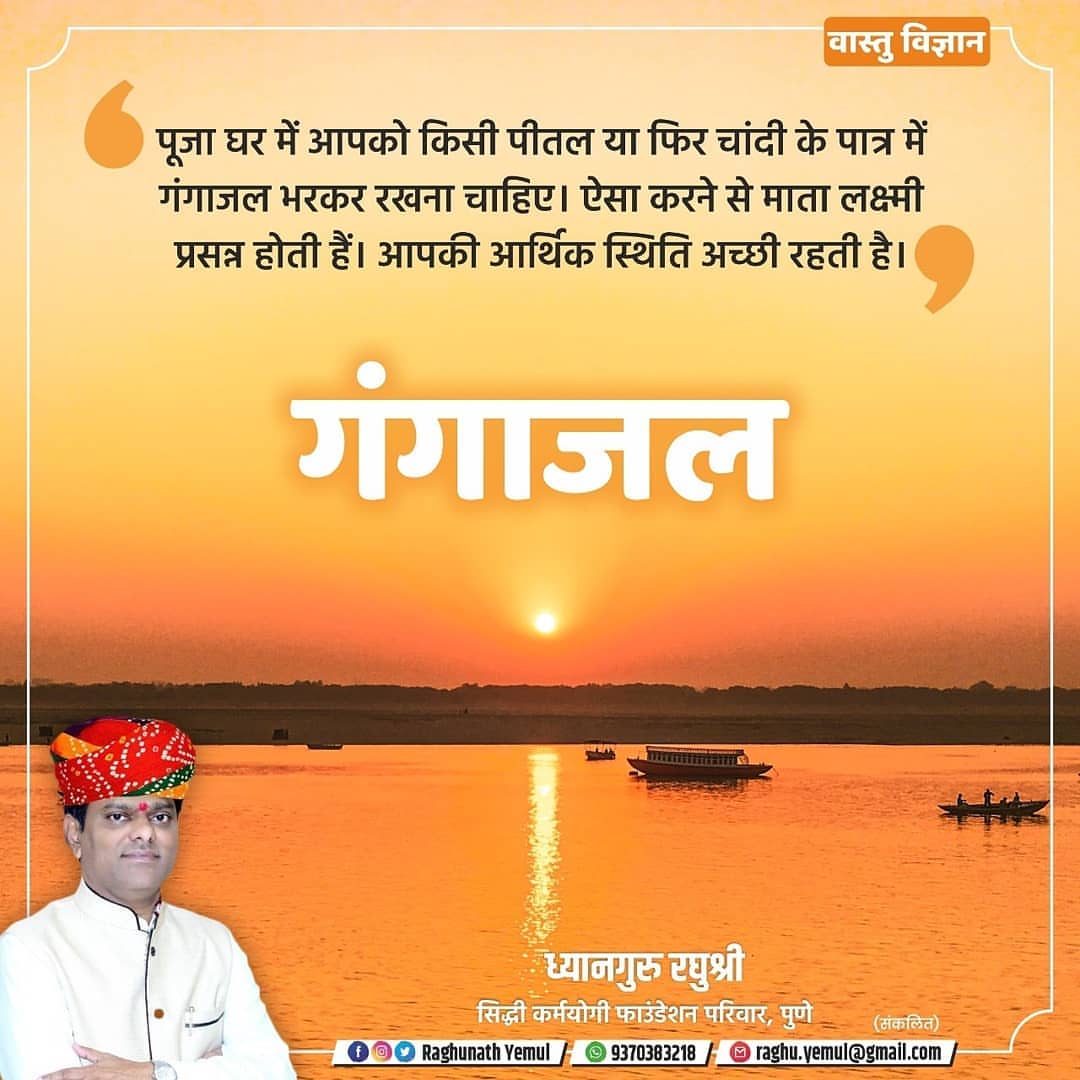 वास्तु विज्ञान
पूजा घर में आपको किसी पीतल या फिर चांदी के पात्र में
गंगाजल भरकर रखना चाहिए। ऐसा करने से माता लक्ष्मी
प्रसन्न होती हैं। आपकी आर्थिक स्थिति अच्छी रहती है।
गंगाजल
ध्यानगुरु रघुश्री
सिद्धी कर्मयोगी फाउंडेशन परिवार, पुणे
(संकलित)
Raghunath Yemul 9370383218 raghu.yemul@gmail.com